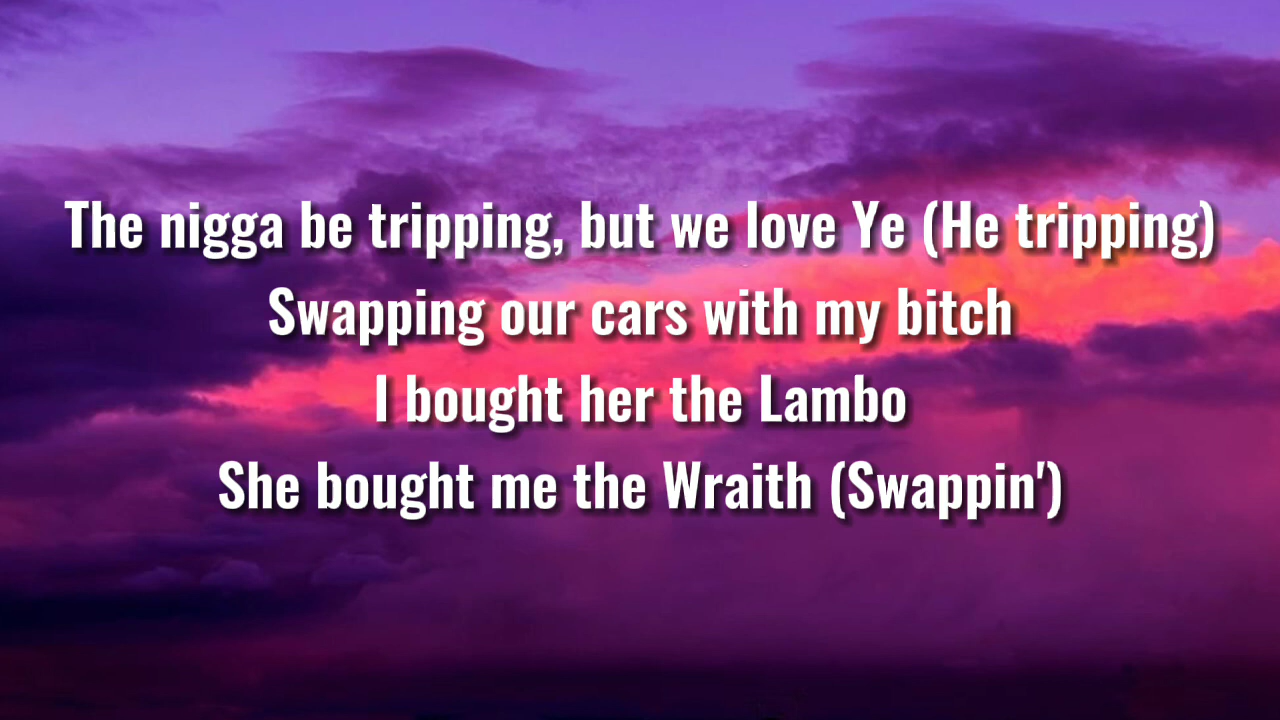 The nigga be tripping, but we love Ye (He tripping)
Swapping our cars with my bitch
I bought her the Lambo
She bought me the Wraith (Swappin')